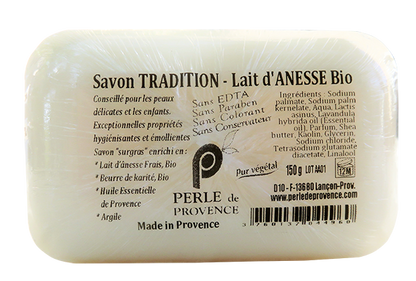 Savon TRADITION - Lait d'ANESSE Bio
Conseillé pour les peaux
délicates et les enfants.
Exceptionnelles propriétés
hygiénisantes et émollientes
Savon "surgras" enrichi en :
* Lait d'ânesse Frais, Bio
* Beurre de karité, Bio
* Huile Essentielle
de Provence
* Argile
Sans EDTA
Sans Paraben
Sans Colorant
Sans Conservateur
Ingrédients : Sodium
palmate, Sodium palm
kernelate, Aqua, Lactis
asinus, Lavandula
hybrida oil (Essential
oil), Parfum, Shea
butter, Kaolin, Glycerin,
Sodium chloride,
Tetrasodium glutamate
diacetate, Linalool
P
Pur végétal
150 g LOT AA01
12M
PERLE de
PROVENCE
Made in Provence
D10 - F-13680 Lançon-Prov.
www.perledeprovence.com
3 760132 044960